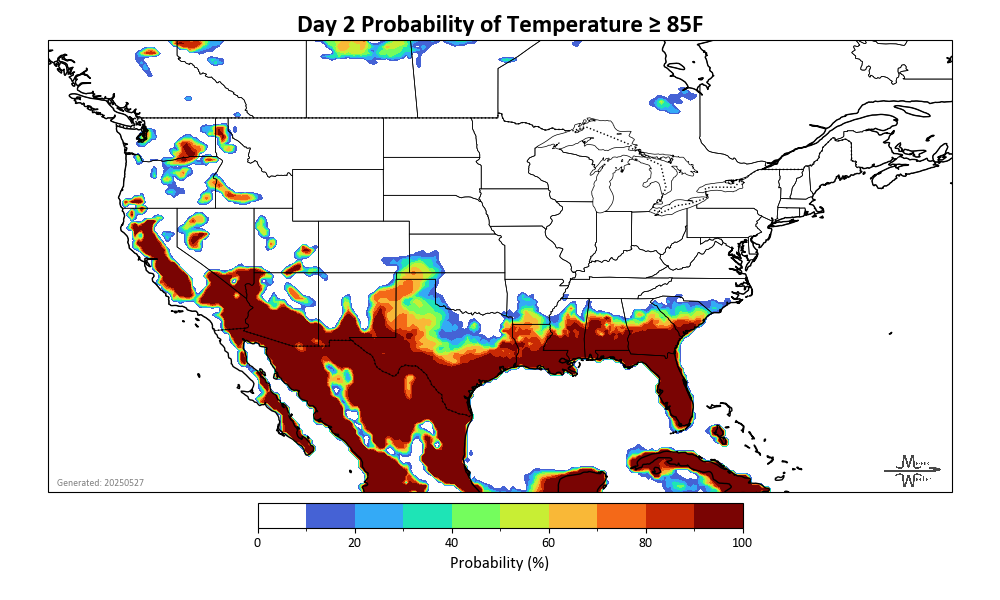 Day 2 Probability of Temperature ≥ 85F
Generated: 20250527
0 20 40 60 80 100
Probability (%)